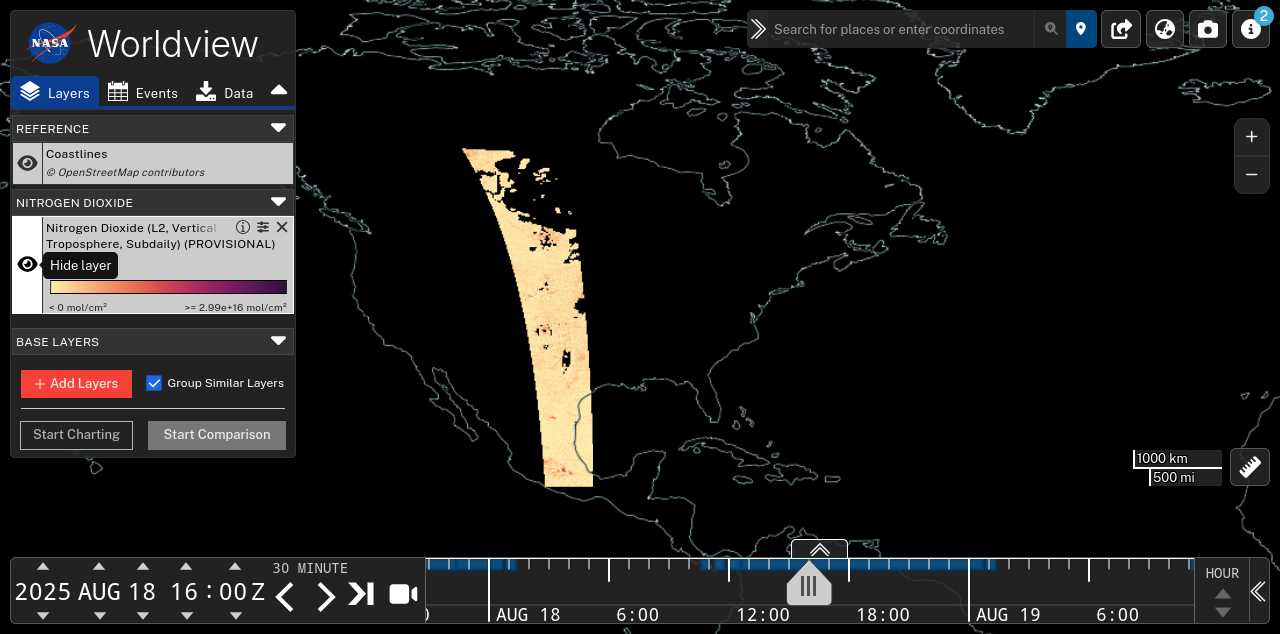 NASA
Worldview
Layers
Events
Data
REFERENCE
Coastlines
© OpenStreetMap contributors
NITROGEN DIOXIDE
Nitrogen Dioxide (L2, Vertical
Troposphere, Subdaily) (PROVISIONAL)
Hide layer
< 0 mol/cm² >= 2.99e+16 mol/cm²
BASE LAYERS
+ Add Layers
Group Similar Layers
Start Charting
Start Comparison
Search for places or enter coordinates
2
+
−
1000 km
500 mi
2025 AUG 18 16:00 Z
30 MINUTE
AUG 18 6:00 12:00 18:00 AUG 19 6:00
HOUR